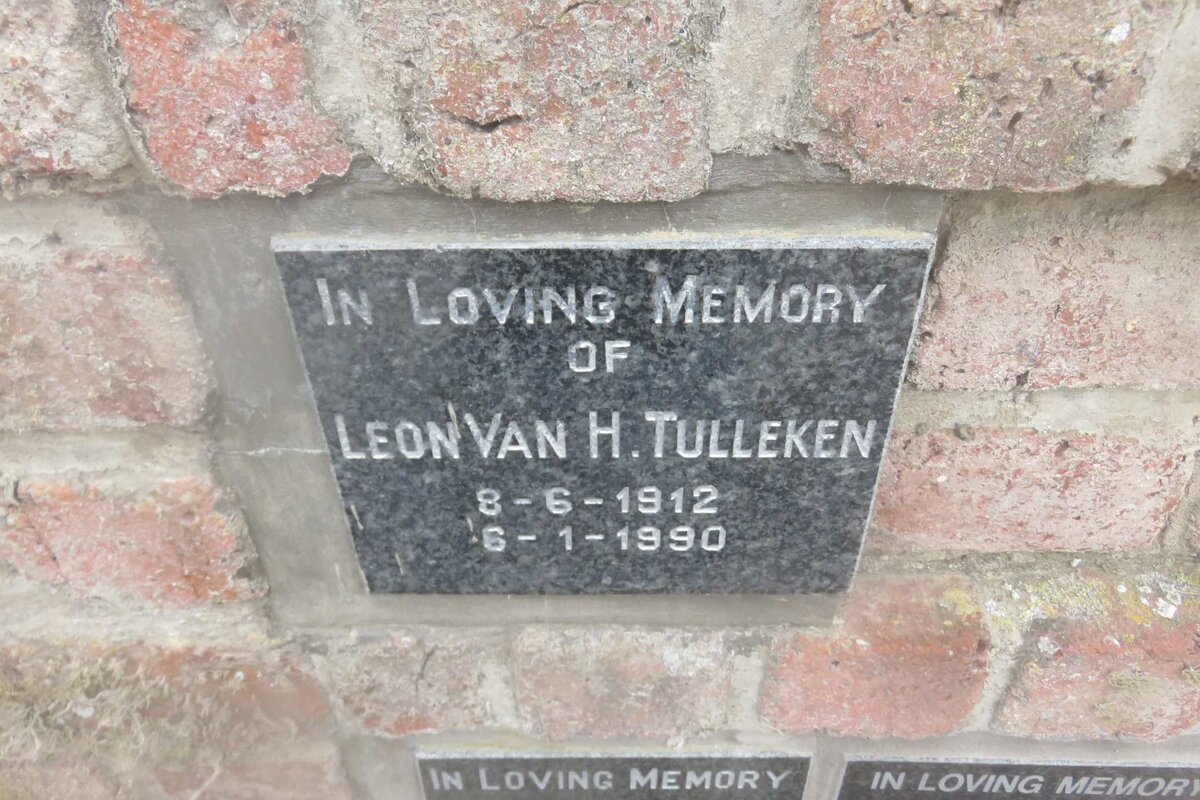 In Loving Memory
of
Leon Van H. Tulleken
8-6-1912
6-1-1990
In Loving Memory
IN LOVING MEMORY